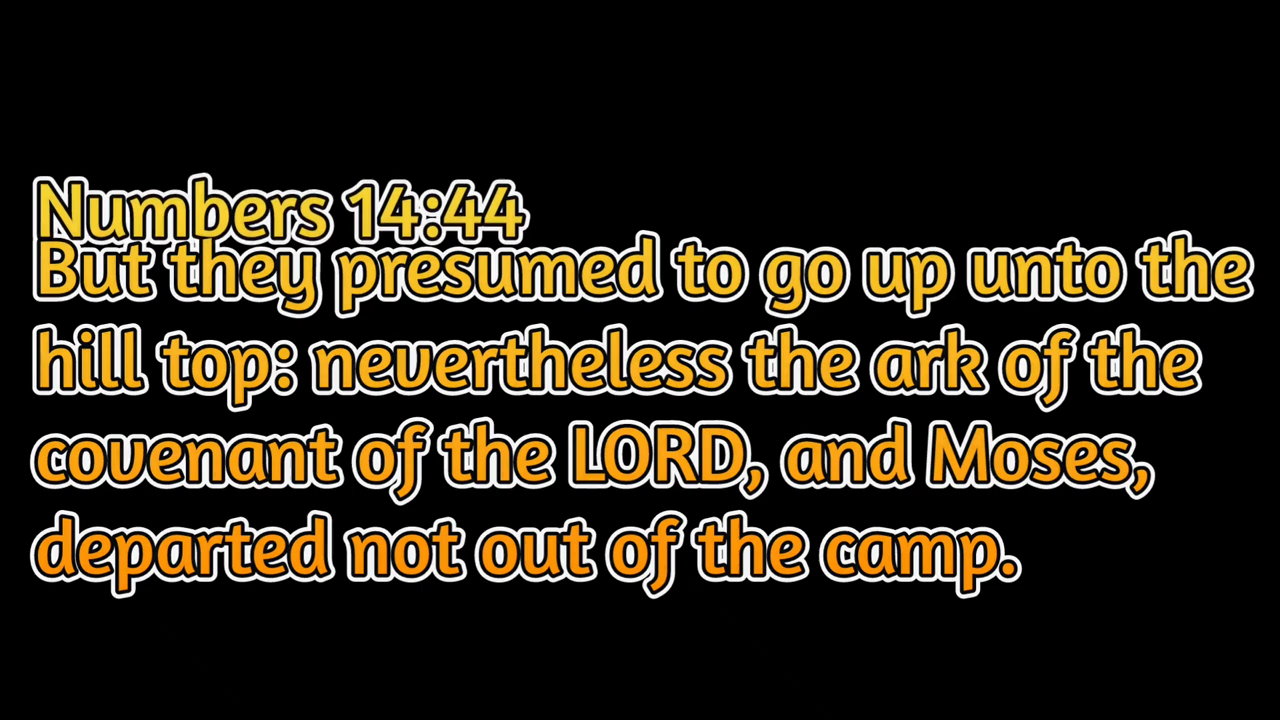 Numbers 14:44
But they presumed to go up unto the
hill top: nevertheless the ark of the
covenant of the LORD, and Moses,
departed not out of the camp.